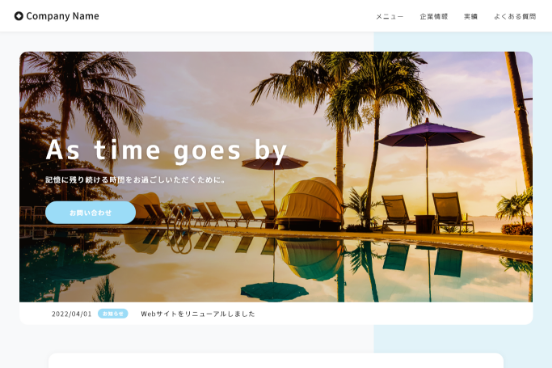 Company Name
メニュー 企業情報 実績 よくある質問
As time goes by
記憶に残り続ける時間をお過ごしいただくために。
お問い合わせ
2022/04/01 お知らせ Webサイトをリニューアルしました